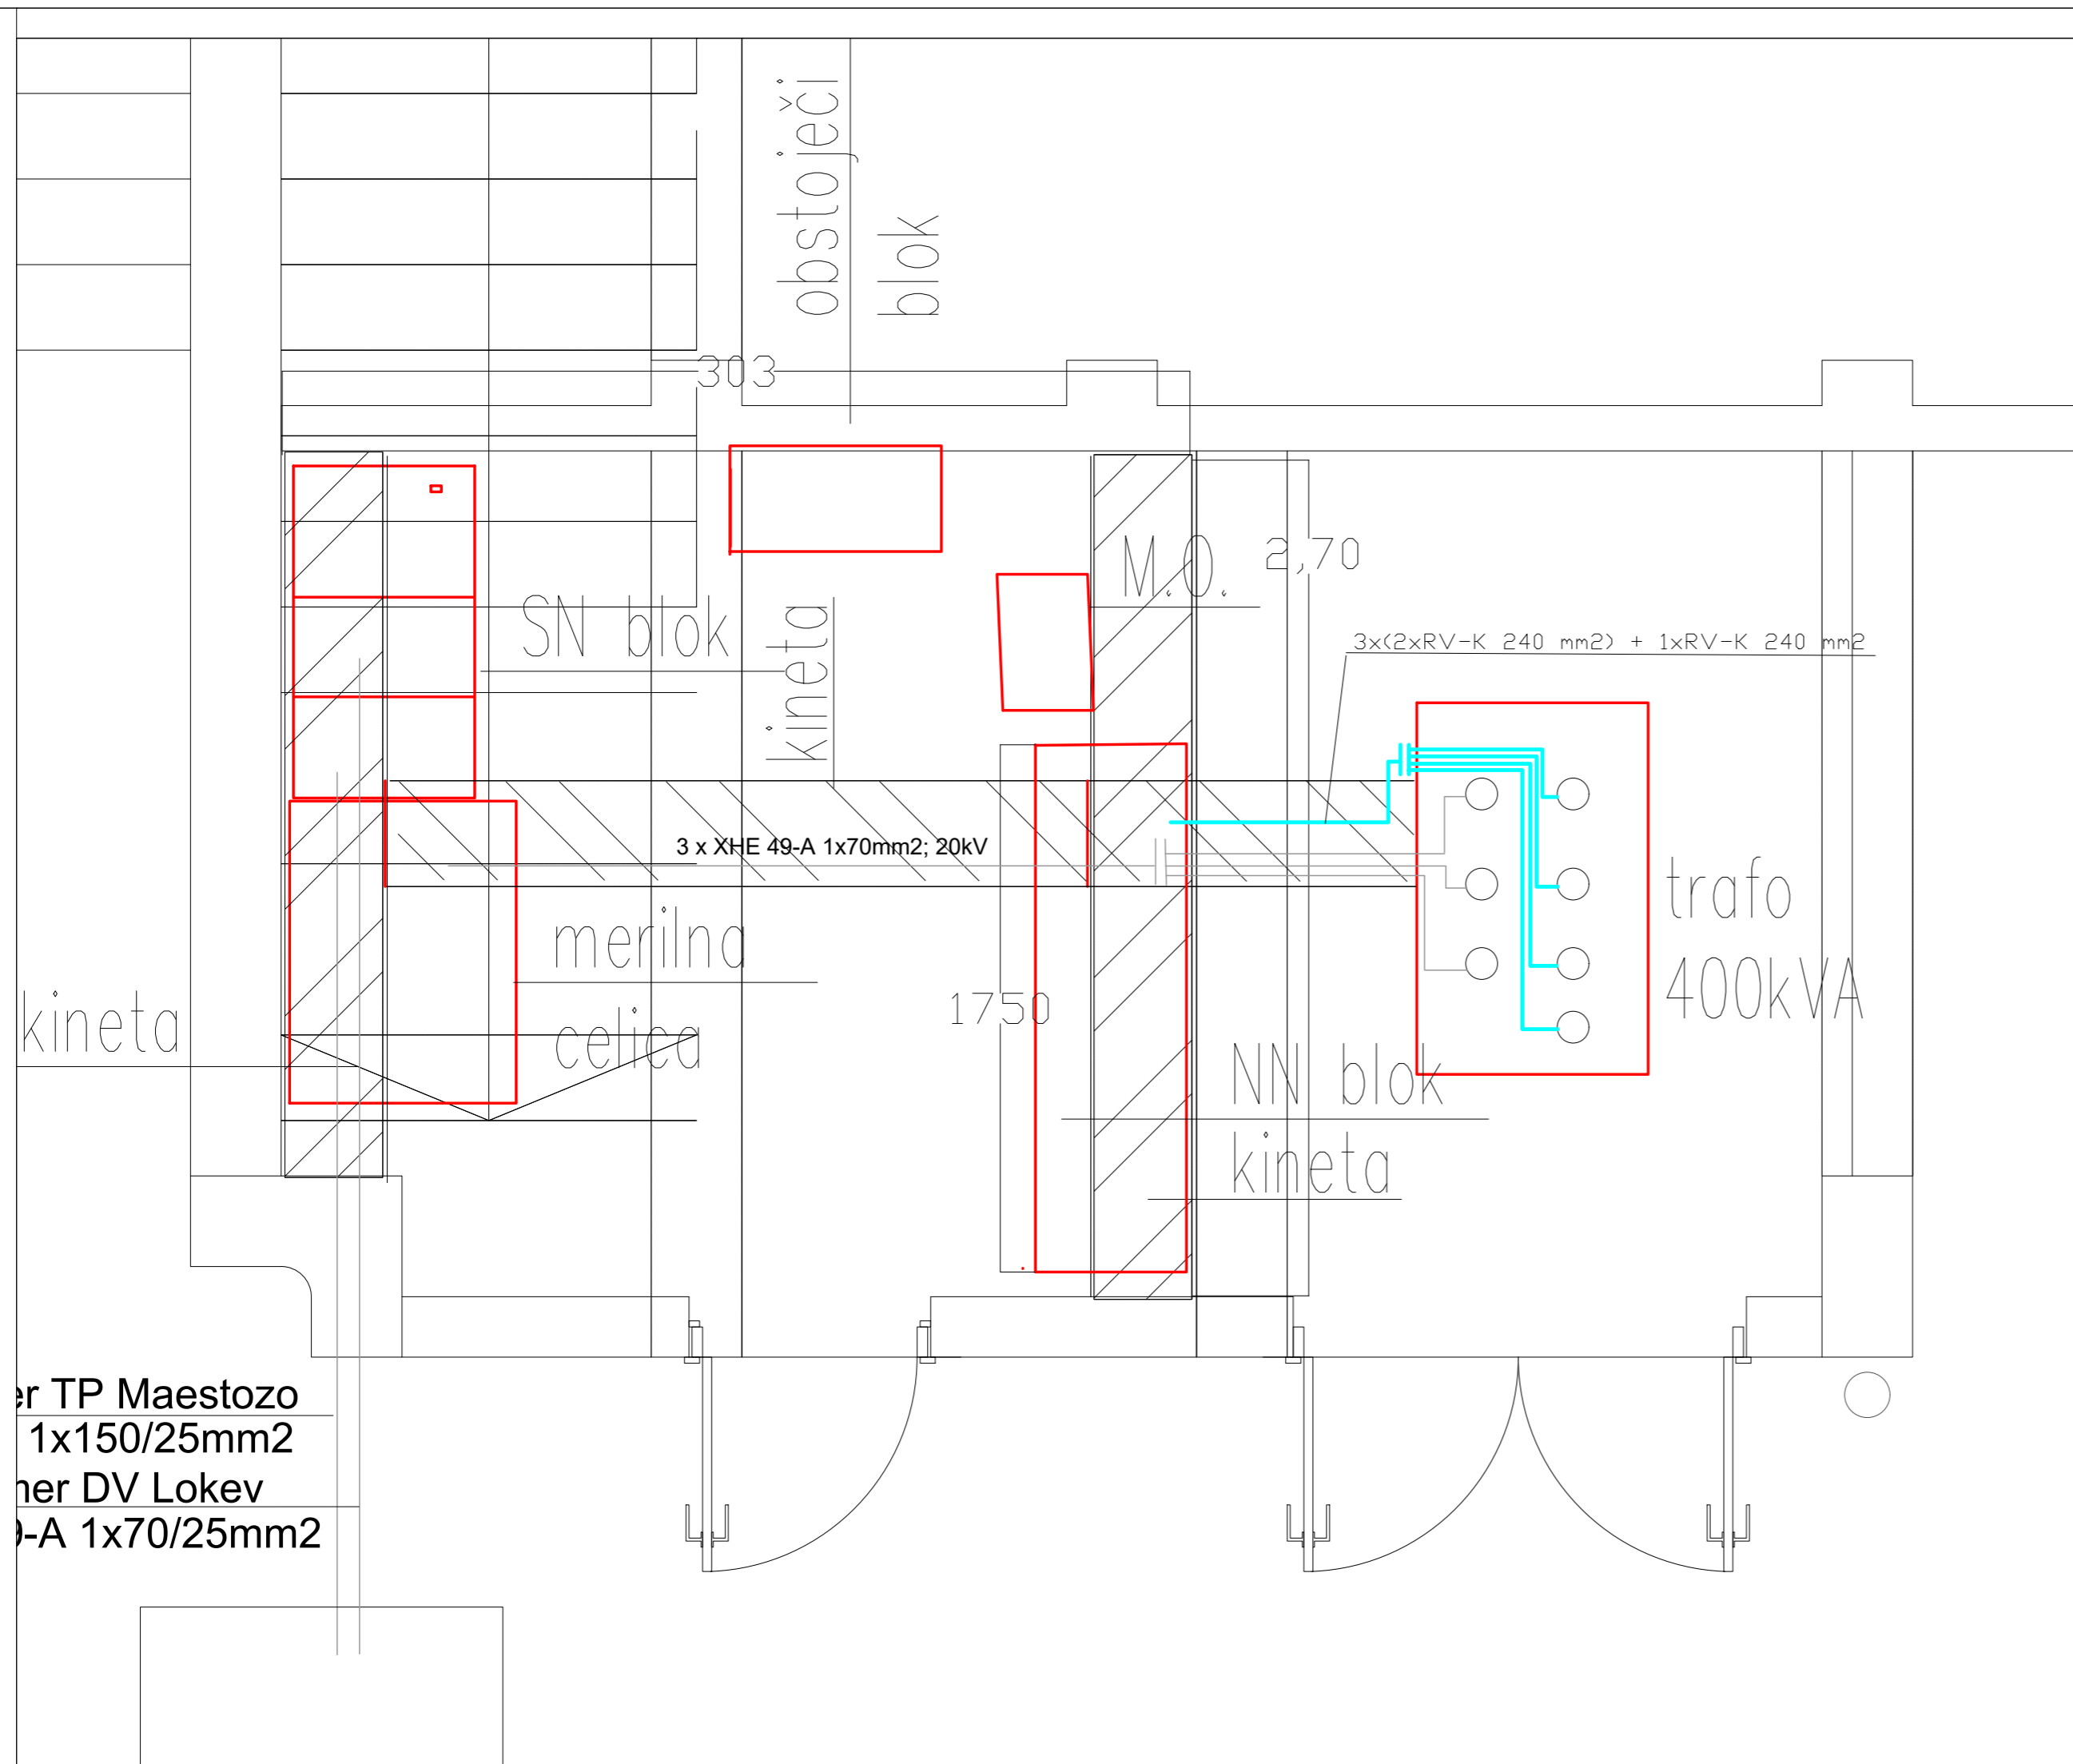 obstoječi
blok
303
M.O.
2,70
SN blok
kineta
3x(2xRV-K 240 mm2) + 1xRV-K 240 mm2
3 x XHE 49-A 1x70mm2; 20kV
trafo
400kVA
merilna
celica
1750
kineta
NN blok
kineta
er TP Maestozo
1x150/25mm2
ner DV Lokev
9-A 1x70/25mm2